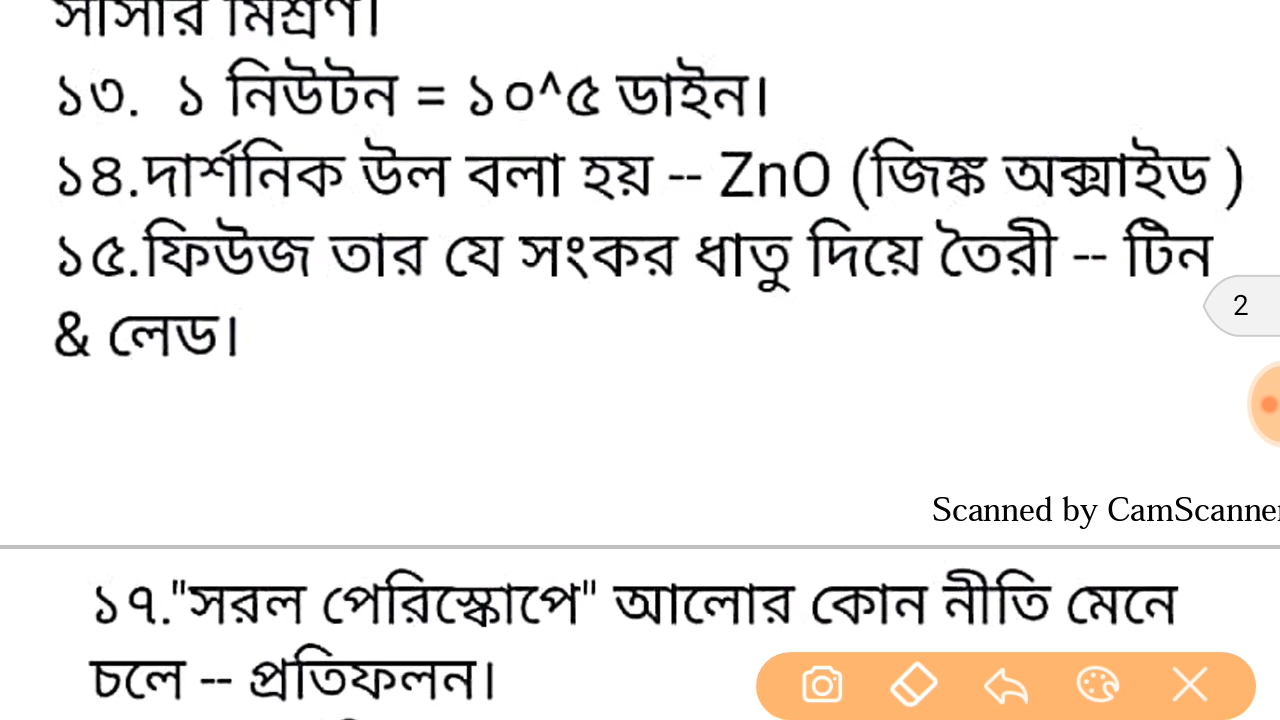 সীসার মিশ্রণ।
১৩. ১ নিউটন = ১০^৫ ডাইন।
১৪.দার্শনিক উল বলা হয় -- ZnO (জিঙ্ক অক্সাইড )
১৫.ফিউজ তার যে সংকর ধাতু দিয়ে তৈরী -- টিন
& লেড।
2
Scanned by CamScanner
১৭."সরল পেরিস্কোপে" আলোর কোন নীতি মেনে
চলে -- প্রতিফলন।